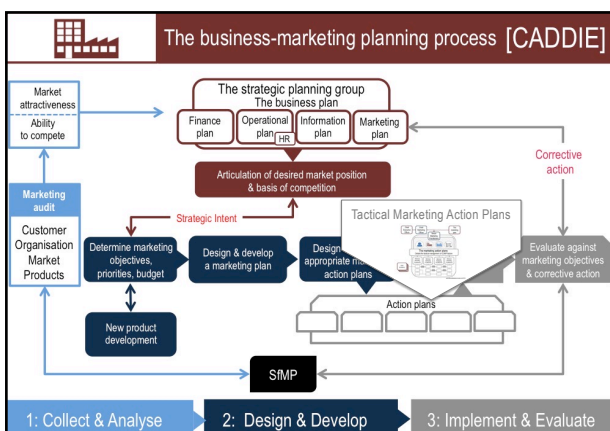 The business-marketing planning process [CADDIE]
Market
attractiveness
Ability
to compete
The strategic planning group
The business plan
Finance
plan
Operational
plan
HR
Information
plan
Marketing
plan
Corrective
action
Articulation of desired market position
& basis of competition
Marketing
audit
Customer
Organisation
Market
Products
Strategic Intent
Tactical Marketing Action Plans
Determine marketing
objectives,
priorities, budget
Design & develop
a marketing plan
Design
appropriate
action plans
Evaluate against
marketing objectives
& corrective action
Action plans
New product
development
SfMP
1: Collect & Analyse
2: Design & Develop
3: Implement & Evaluate